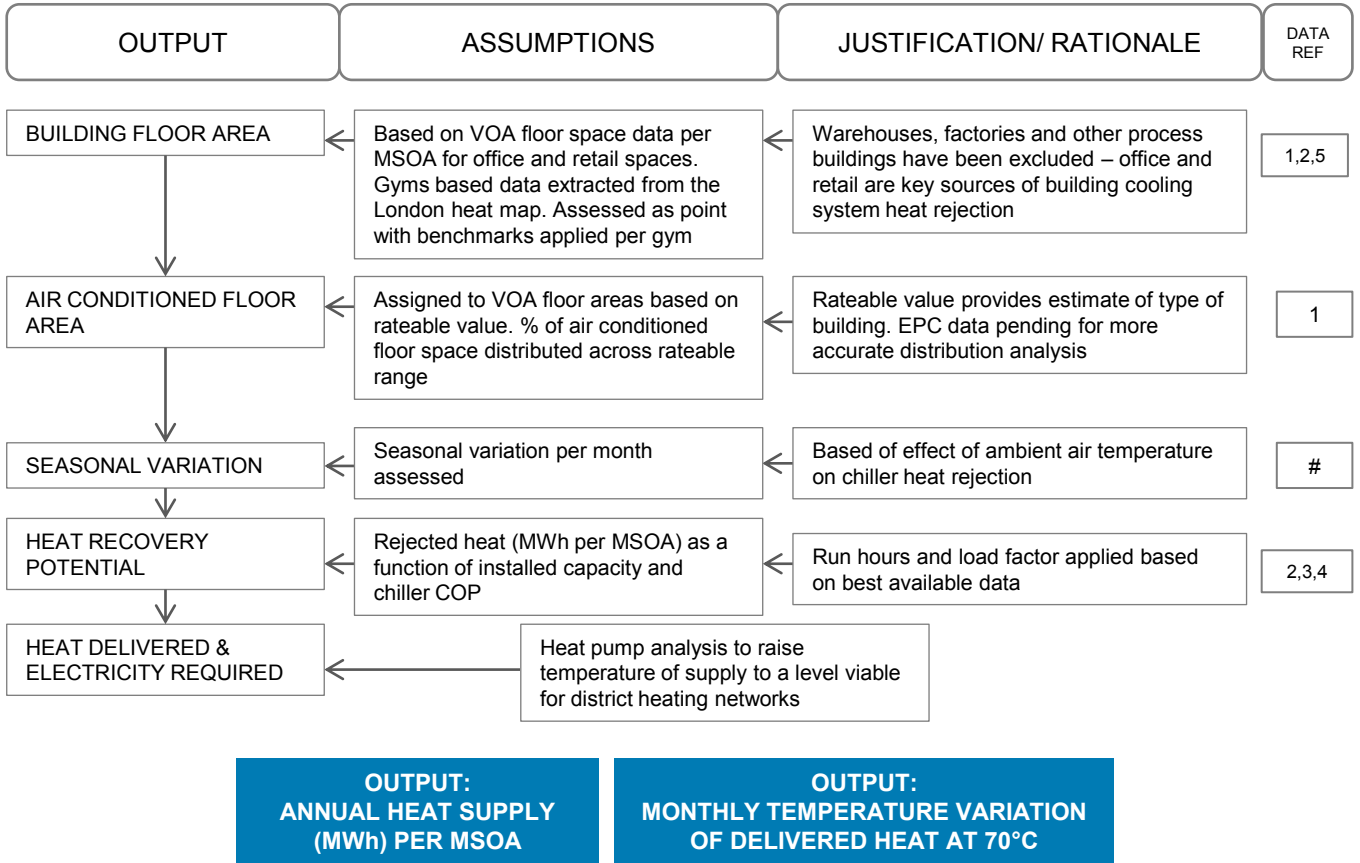 OUTPUT
ASSUMPTIONS
JUSTIFICATION/ RATIONALE
DATA
REF
BUILDING FLOOR AREA
Based on VOA floor space data per
MSOA for office and retail spaces.
Gyms based data extracted from the
London heat map. Assessed as point
with benchmarks applied per gym
Warehouses, factories and other process
buildings have been excluded – office and
retail are key sources of building cooling
system heat rejection
1,2,5
AIR CONDITIONED FLOOR
AREA
Assigned to VOA floor areas based on
rateable value. % of air conditioned
floor space distributed across rateable
range
Rateable value provides estimate of type of
building. EPC data pending for more
accurate distribution analysis
1
SEASONAL VARIATION
Seasonal variation per month
assessed
Based of effect of ambient air temperature
on chiller heat rejection
#
HEAT RECOVERY
POTENTIAL
Rejected heat (MWh per MSOA) as a
function of installed capacity and
chiller COP
Run hours and load factor applied based
on best available data
2,3,4
HEAT DELIVERED &
ELECTRICITY REQUIRED
Heat pump analysis to raise
temperature of supply to a level viable
for district heating networks
OUTPUT:
ANNUAL HEAT SUPPLY
(MWh) PER MSOA
OUTPUT:
MONTHLY TEMPERATURE VARIATION
OF DELIVERED HEAT AT 70°C